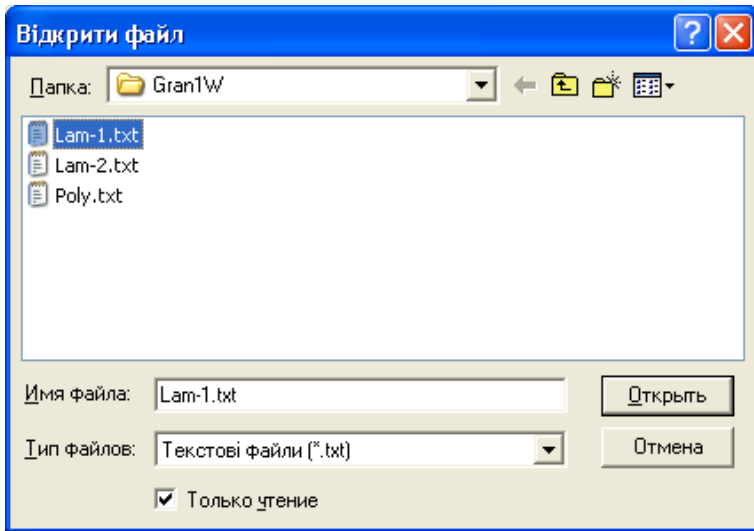 Відкрити файл
Папка: Gran1W
Lam-1.txt
Lam-2.txt
Poly.txt
Имя файла: Lam-1.txt Открыть
Тип файлов: Текстові файли (*.txt) Отмена
Только чтение